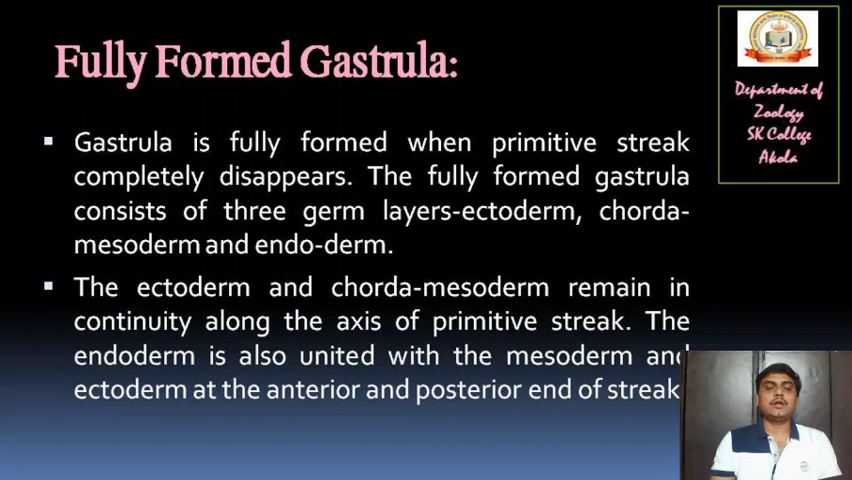 Fully Formed Gastrula:
Department of
Zoology
SK College
Akola
▪ Gastrula is fully formed when primitive streak
completely disappears. The fully formed gastrula
consists of three germ layers-ectoderm, chorda-
mesoderm and endo-derm.
▪ The ectoderm and chorda-mesoderm remain in
continuity along the axis of primitive streak. The
endoderm is also united with the mesoderm and
ectoderm at the anterior and posterior end of streak